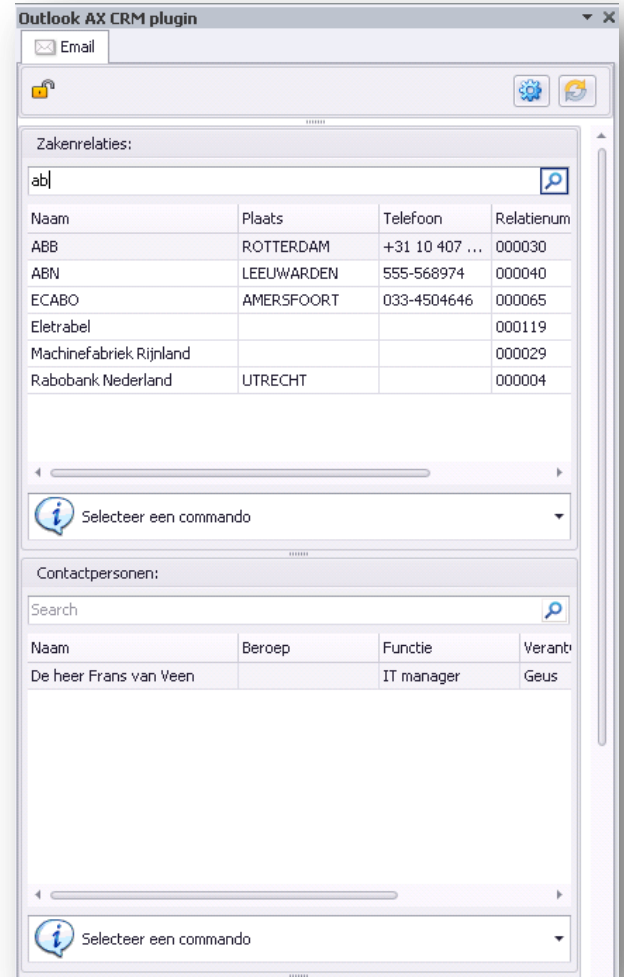 Outlook AX CRM plugin
Email
Zakenrelaties:
ab
Naam Plaats Telefoon Relatienum
ABB ROTTERDAM +31 10 407 ... 000030
ABN LEEUWARDEN 555-568974 000040
ECABO AMERSFOORT 033-4504646 000065
Eletrabel 000119
Machinefabriek Rijnland 000029
Rabobank Nederland UTRECHT 000004
Selecteer een commando
Contactpersonen:
Search
Naam Beroep Functie Verant
De heer Frans van Veen IT manager Geus
Selecteer een commando